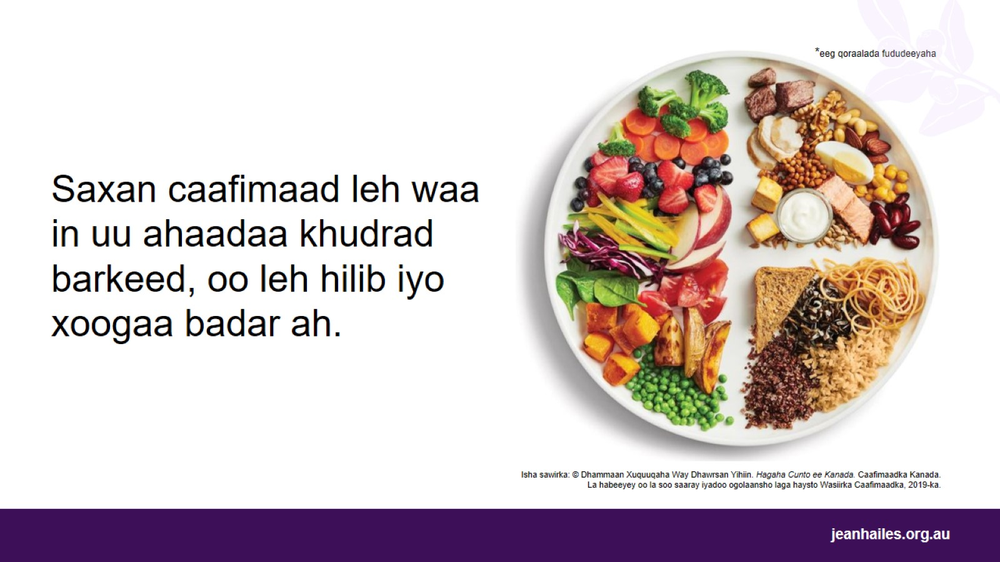 *eeg qoraalada fududeeyaha
Saxan caafimaad leh waa
in uu ahaadaa khudrad
barkeed, oo leh hilib iyo
xoogaa badar ah.
Isha sawirka: © Dhammaan Xuquuqaha Way Dhawrsan Yihiin. Hagaha Cunto ee Kanada. Caafimaadka Kanada.
La habeeyey oo la soo saaray iyadoo ogolaansho laga haysto Wasiirka Caafimaadka, 2019-ka.
jeanhailes.org.au